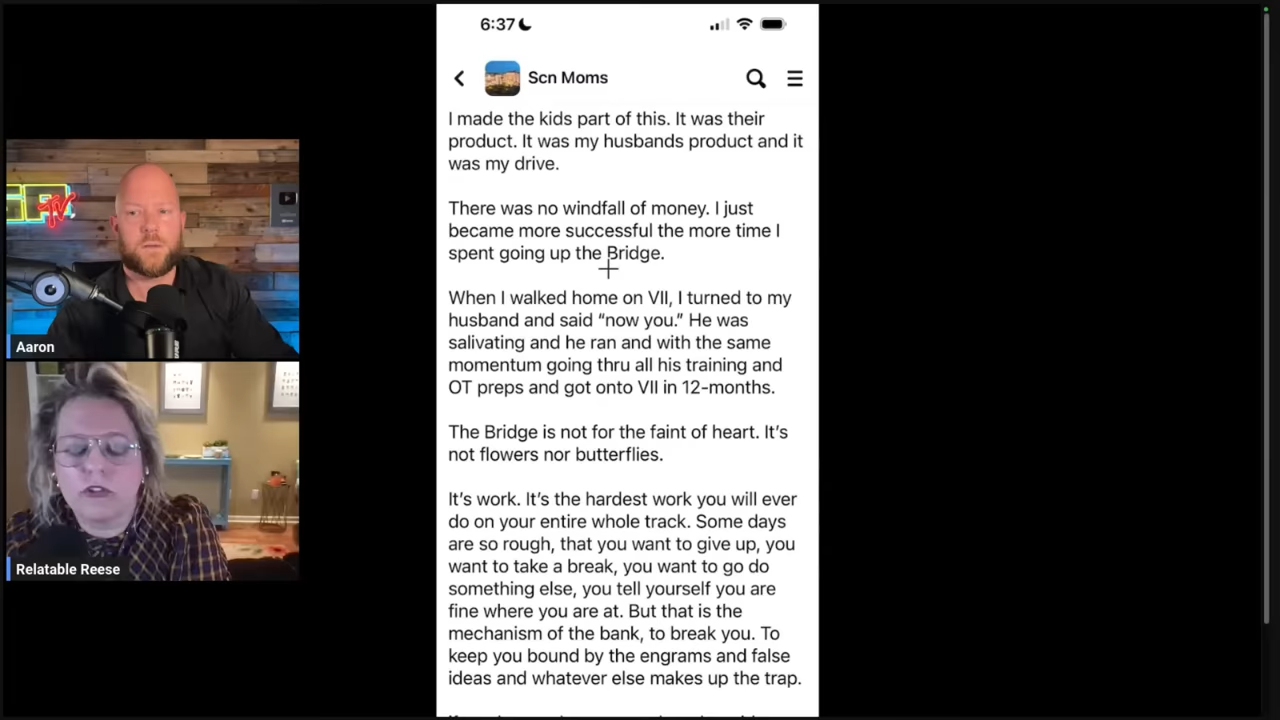 6:37
Scn Moms
I made the kids part of this. It was their
product. It was my husbands product and it
was my drive.
There was no windfall of money. I just
became more successful the more time I
spent going up the Bridge.
When I walked home on VII, I turned to my
husband and said “now you.” He was
salivating and he ran and with the same
momentum going thru all his training and
OT preps and got onto VII in 12-months.
The Bridge is not for the faint of heart. It’s
not flowers nor butterflies.
It’s work. It’s the hardest work you will ever
do on your entire whole track. Some days
are so rough, that you want to give up, you
want to take a break, you want to go do
something else, you tell yourself you are
fine where you are at. But that is the
mechanism of the bank, to break you. To
keep you bound by the engrams and false
ideas and whatever else makes up the trap.
TV
Aaron
Relatable Reese